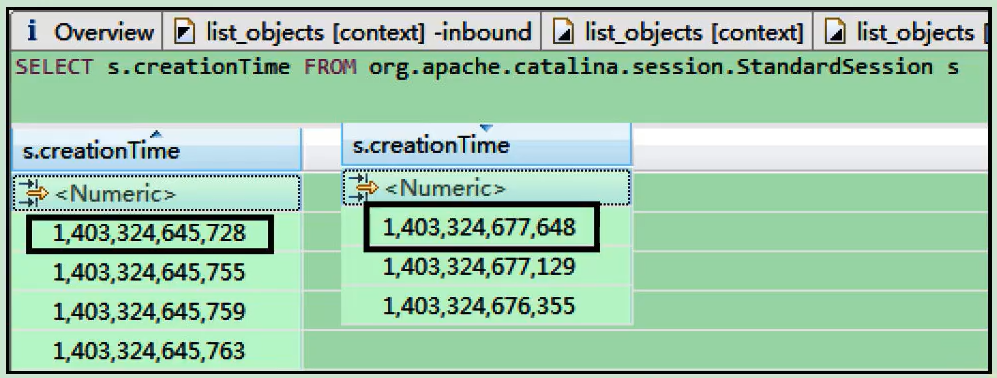 i Overview list_objects [context] -inbound list_objects [context] list_objects [
SELECT s.creationTime FROM org.apache.catalina.session.StandardSession s
s.creationTime s.creationTime
<Numeric> <Numeric>
1,403,324,645,728 1,403,324,677,648
1,403,324,645,755 1,403,324,677,129
1,403,324,645,759 1,403,324,676,355
1,403,324,645,763